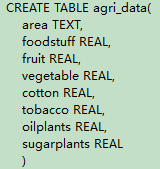 CREATE TABLE agri_data(
area TEXT,
foodstuff REAL,
fruit REAL,
vegetable REAL,
cotton REAL,
tobacco REAL,
oilplants REAL,
sugarplants REAL
)